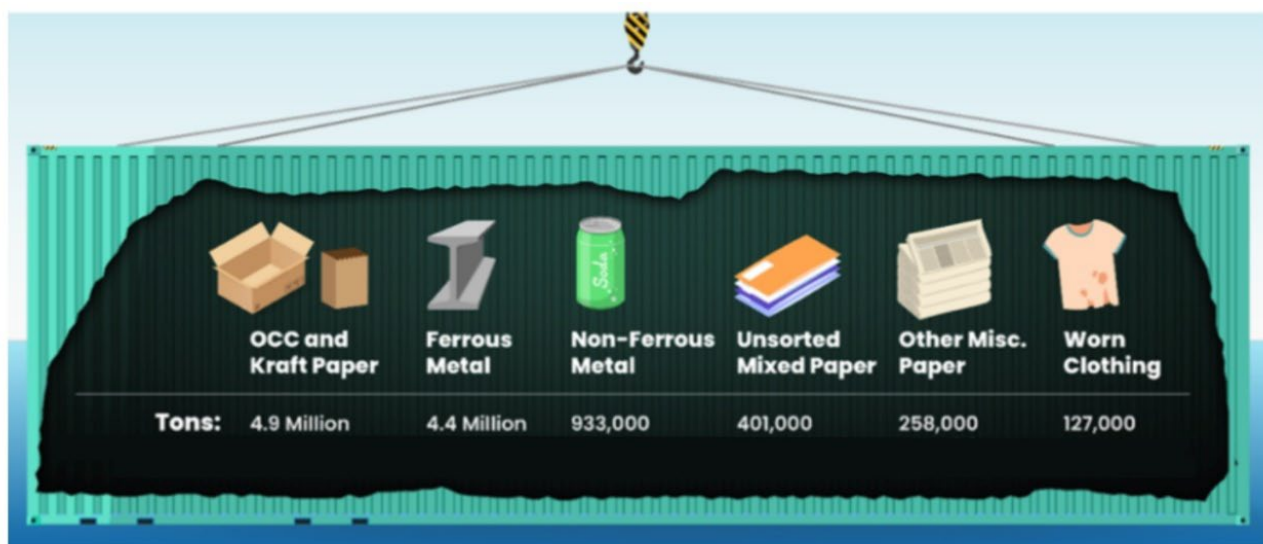 Soda
OCC and
Kraft Paper
Ferrous
Metal
Non-Ferrous
Metal
Unsorted
Mixed Paper
Other Misc.
Paper
Worn
Clothing
Tons: 4.9 Million 4.4 Million 933,000 401,000 258,000 127,000